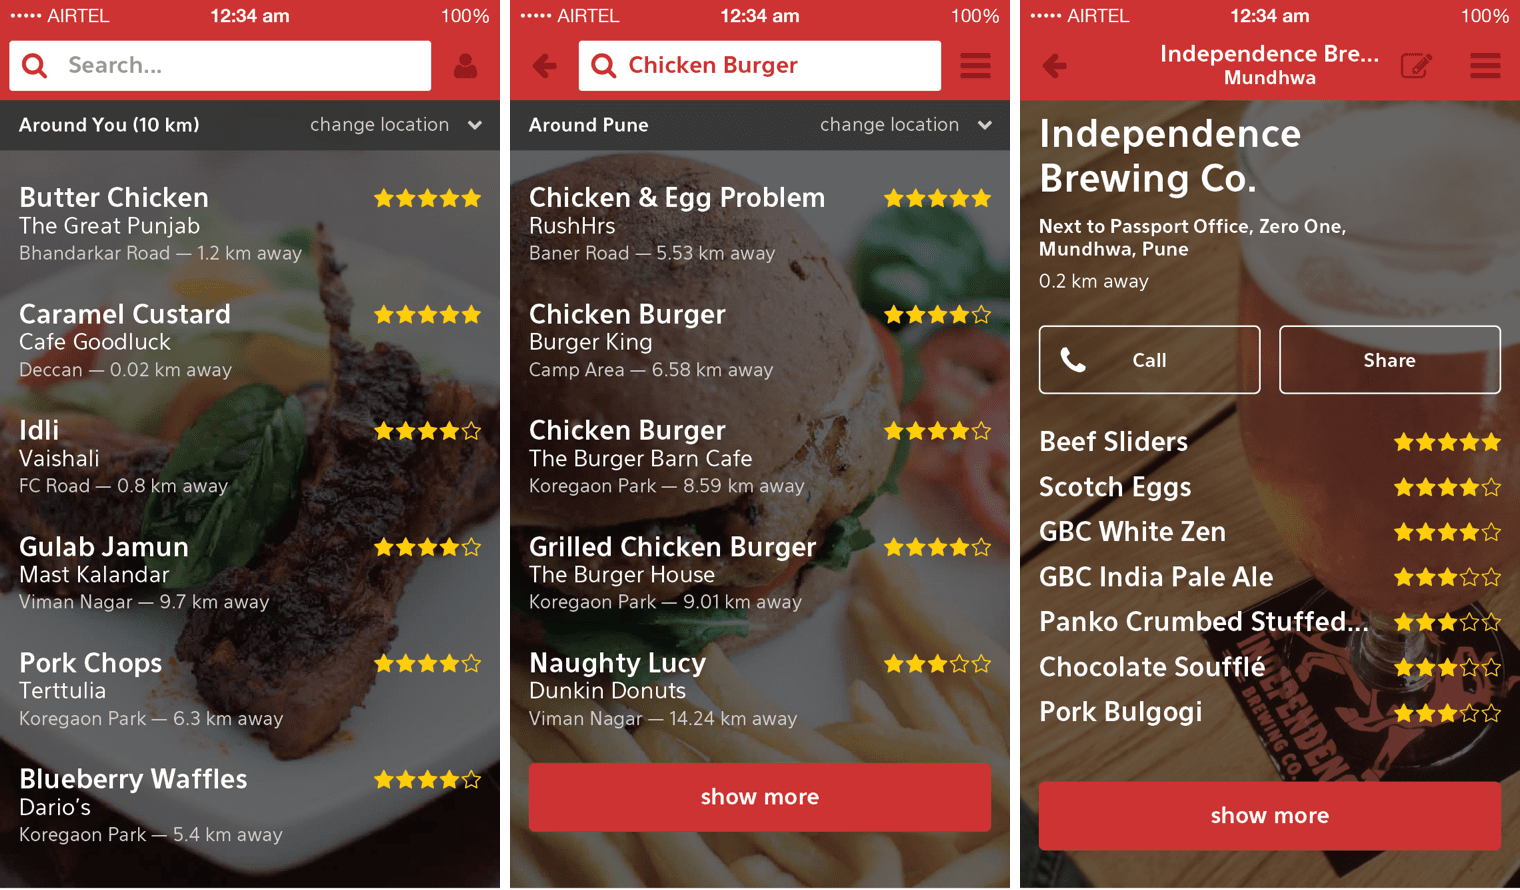 ••••• AIRTEL 12:34 am 100%
Search...
Around You (10 km) change location
Butter Chicken
The Great Punjab
Bhandarkar Road — 1.2 km away
Caramel Custard
Cafe Goodluck
Deccan — 0.02 km away
Idli
Vaishali
FC Road — 0.8 km away
Gulab Jamun
Mast Kalandar
Viman Nagar — 9.7 km away
Pork Chops
Terttulia
Koregaon Park — 6.3 km away
Blueberry Waffles
Dario's
Koregaon Park — 5.4 km away
••••• AIRTEL 12:34 am 100%
Chicken Burger
Around Pune change location
Chicken & Egg Problem
RushHrs
Baner Road — 5.53 km away
Chicken Burger
Burger King
Camp Area — 6.58 km away
Chicken Burger
The Burger Barn Cafe
Koregaon Park — 8.59 km away
Grilled Chicken Burger
The Burger House
Koregaon Park — 9.01 km away
Naughty Lucy
Dunkin Donuts
Viman Nagar — 14.24 km away
show more
••••• AIRTEL 12:34 am 100%
Independence Bre...
Mundhwa
Independence
Brewing Co.
Next to Passport Office, Zero One,
Mundhwa, Pune
0.2 km away
Call Share
Beef Sliders
Scotch Eggs
GBC White Zen
GBC India Pale Ale
Panko Crumbed Stuffed...
Chocolate Soufflé
Pork Bulgogi
INDEPENDENCE
BREWING CO.
show more